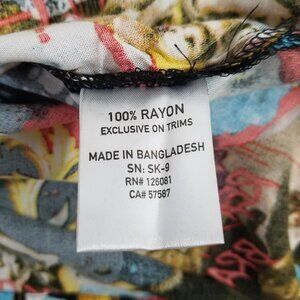 100% RAYON
EXCLUSIVE ON TRIMS
MADE IN BANGLADESH
SN: SK-9
RN# 126081
CA# 57587